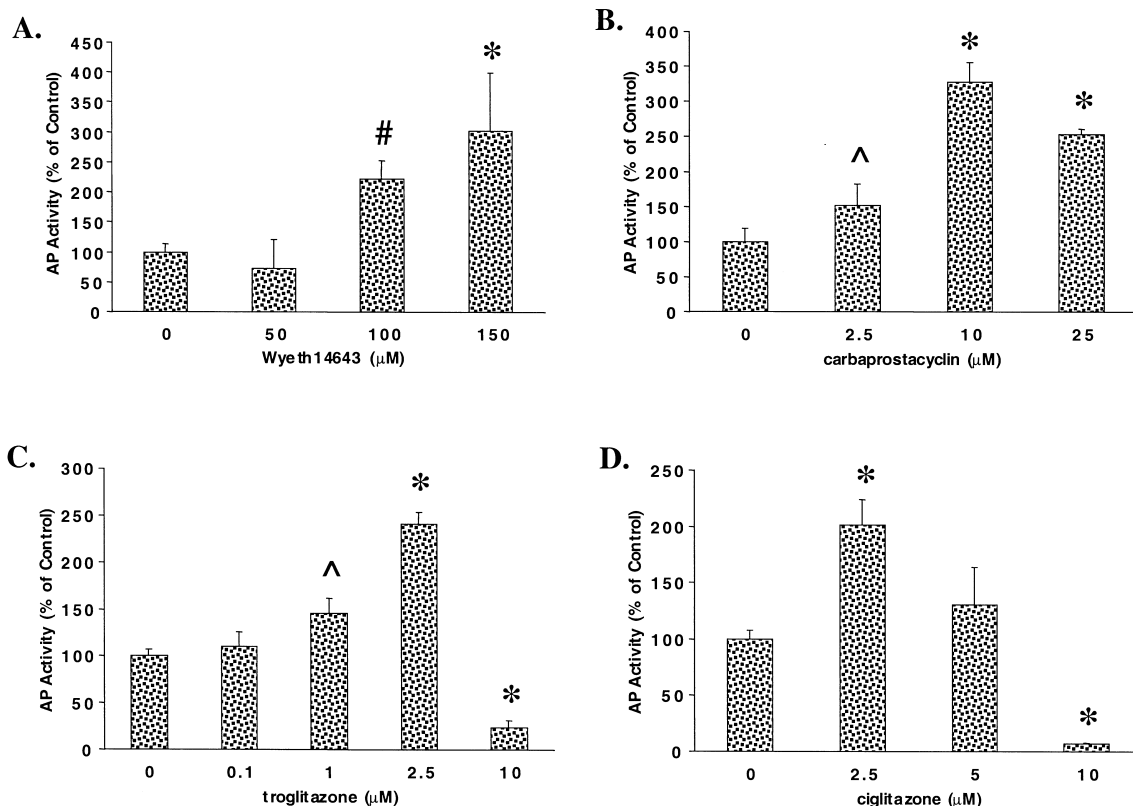 A.
AP Activity (% of Control)
450
400
350
300
250
200
150
100
50
0
#
*
0 50 100 150
Wyeth14643 (µM)
B.
AP Activity (% of Control)
400
350
300
250
200
150
100
50
0
^
*
*
0 2.5 10 25
carbaprostacyclin (µM)
C.
AP Activity (% of Control)
300
250
200
150
100
50
0
^
*
*
0 0.1 1 2.5 10
troglitazone (µM)
D.
AP Activity (% of Control)
250
200
150
100
50
0
*
*
0 2.5 5 10
ciglitazone (µM)